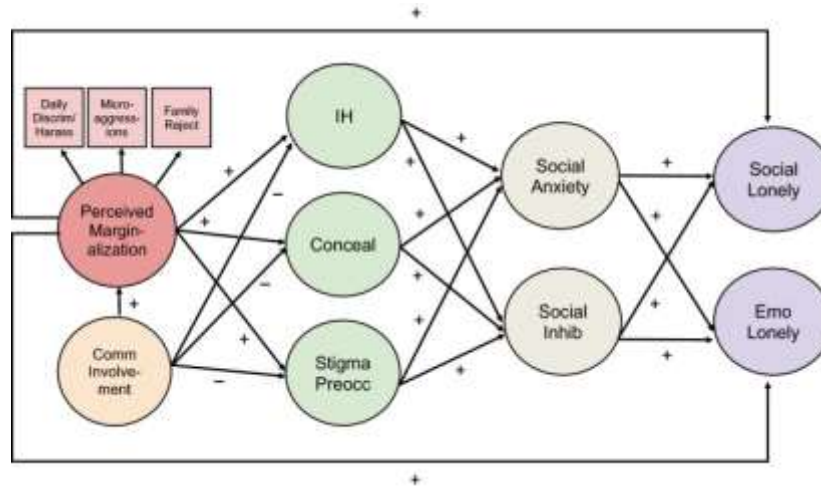 +
Daily
Discrim/
Harass
Micro-
aggress-
ions
Family
Reject
IH
+
+
Social
Anxiety
+
Social
Lonely
+
–
Perceived
Margin-
alization
+
Conceal
+
+
–
+
+
+
Social
Inhib
+
Emo
Lonely
+
Comm
Involve-
ment
+
–
Stigma
Preocc
+
+
+